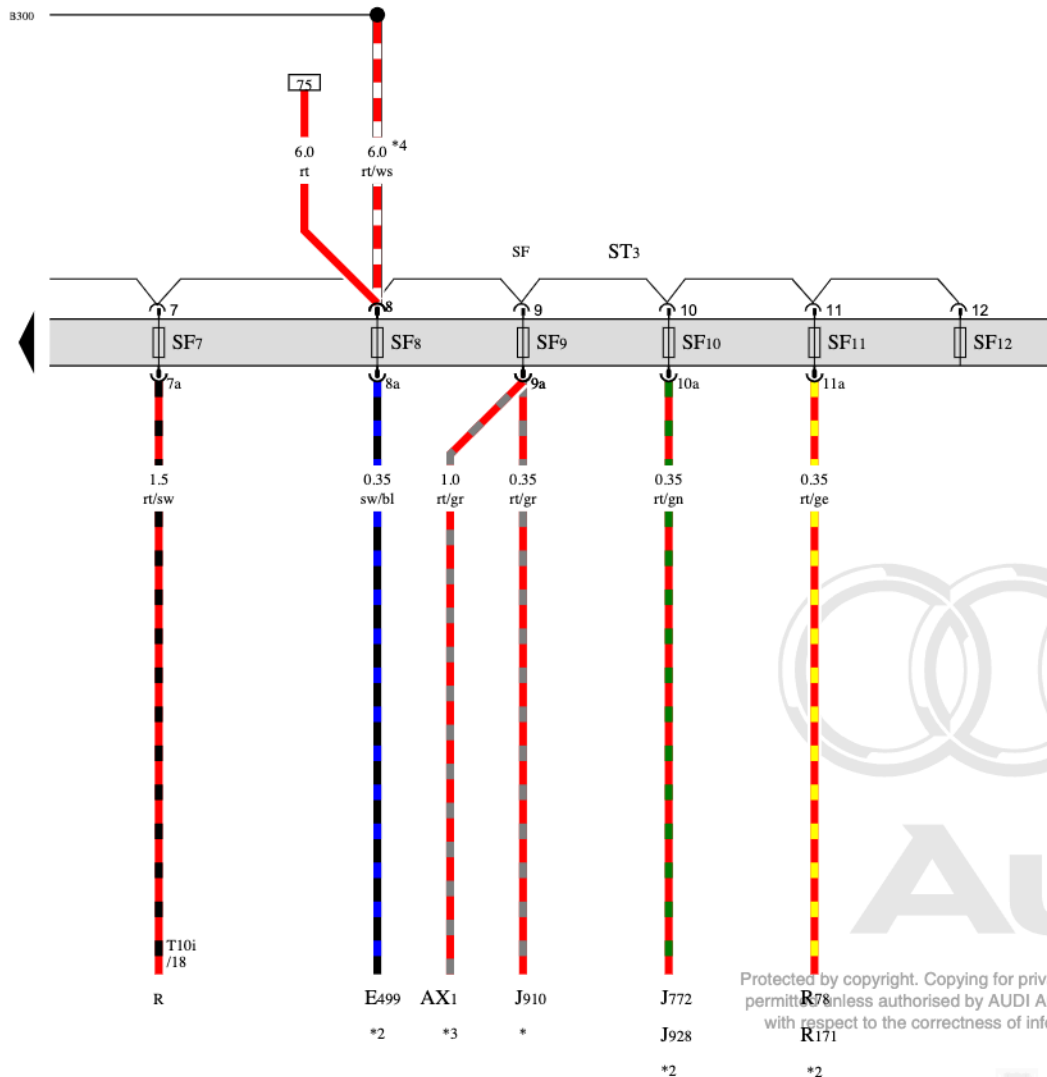 B300
75
6.0 6.0 *4
rt rt/ws
SF ST3
7 8 9 10 11 12
SF7 SF8 SF9 SF10 SF11 SF12
7a 8a 9a 10a 11a
1.5 0.35 1.0 0.35 0.35 0.35
rt/sw sw/bl rt/gr rt/gr rt/gn rt/ge
T10i
/18
R E499 AX1 J910 J772 R78
*2 *3 * J928 R171
*2 *2
Au
Protected by copyright. Copying for priv
permitted unless authorised by AUDI A
with respect to the correctness of inf